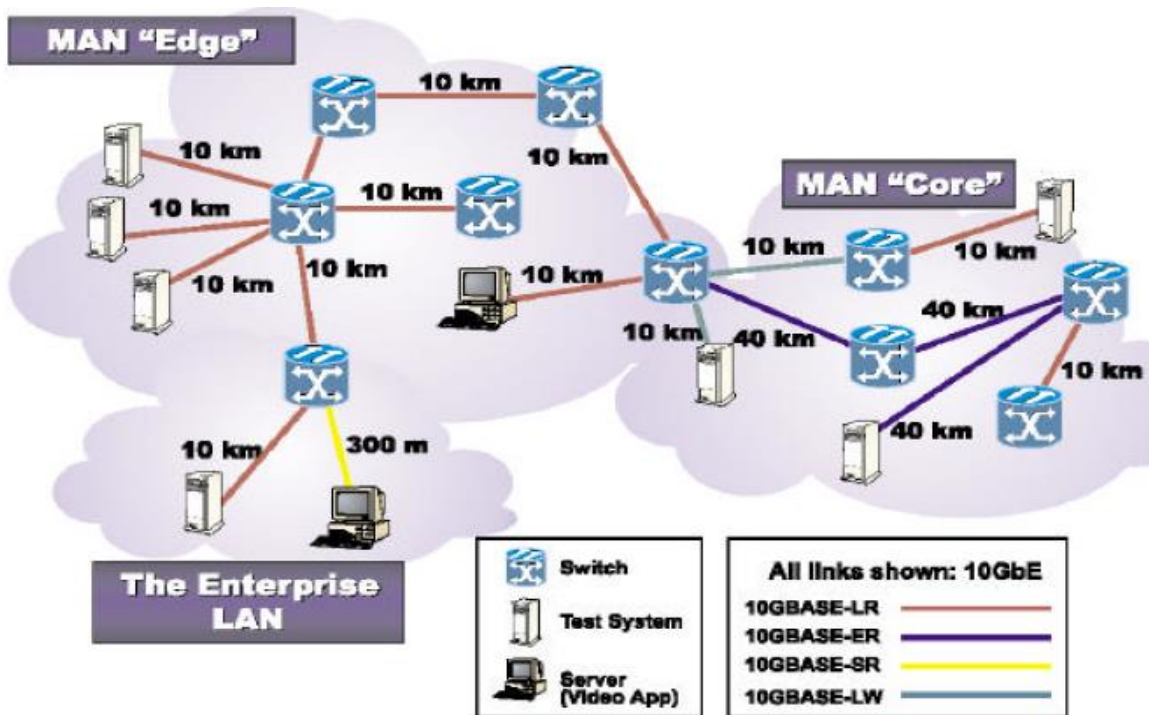 MAN "Edge"
10 km
10 km
10 km
10 km
10 km
10 km
10 km
MAN "Core"
10 km
10 km
10 km
10 km
40 km
40 km
10 km
40 km
10 km
300 m
The Enterprise
LAN
Switch
Test System
Server
(Video App)
All links shown: 10GbE
10GBASE-LR
10GBASE-ER
10GBASE-SR
10GBASE-LW